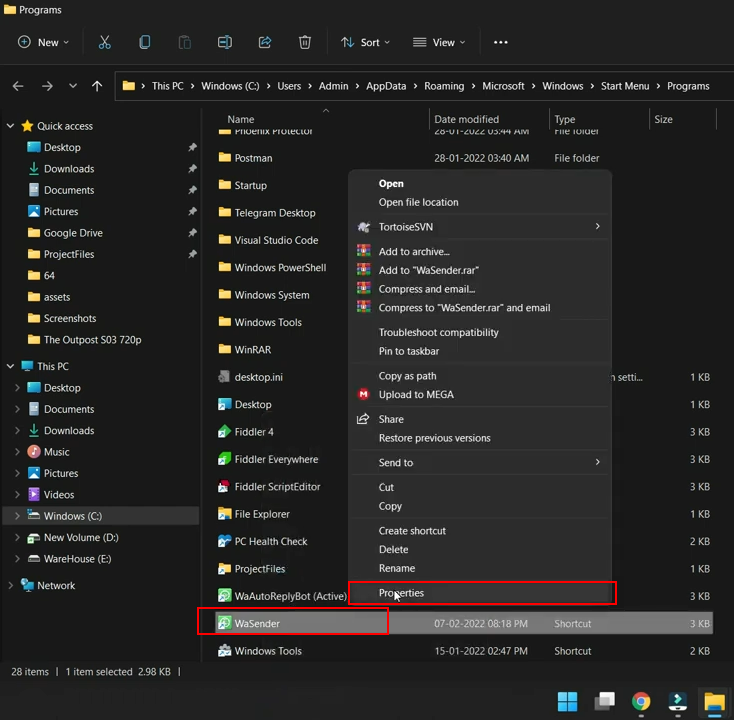 Programs
New
Sort
View
This PC > Windows (C:) > Users > Admin > AppData > Roaming > Microsoft > Windows > Start Menu > Programs
Quick access
Desktop
Downloads
Documents
Pictures
Google Drive
ProjectFiles
64
assets
Screenshots
The Outpost S03 720p
This PC
Desktop
Documents
Downloads
Music
Pictures
Videos
Windows (C:)
New Volume (D:)
WareHouse (E:)
Network
Name Date modified Type Size
Phoenix Protector 28-01-2022 03:44 AM File folder
Postman 28-01-2022 03:40 AM File folder
Startup
Telegram Desktop
Visual Studio Code
Windows PowerShell
Windows System
Windows Tools
WinRAR
desktop.ini n setti... 1 KB
Desktop 1 KB
Fiddler 4 3 KB
Fiddler Everywhere 3 KB
Fiddler ScriptEditor 3 KB
File Explorer 1 KB
PC Health Check 2 KB
ProjectFiles 1 KB
WaAutoReplyBot (Active) 3 KB
WaSender 07-02-2022 08:18 PM Shortcut 3 KB
Windows Tools 15-01-2022 02:47 PM Shortcut 2 KB
Open
Open file location
TortoiseSVN
Add to archive...
Add to "WaSender.rar"
Compress and email...
Compress to "WaSender.rar" and email
Troubleshoot compatibility
Pin to taskbar
Copy as path
Upload to MEGA
Share
Restore previous versions
Send to
Cut
Copy
Create shortcut
Delete
Rename
Properties
28 items | 1 item selected 2.98 KB |